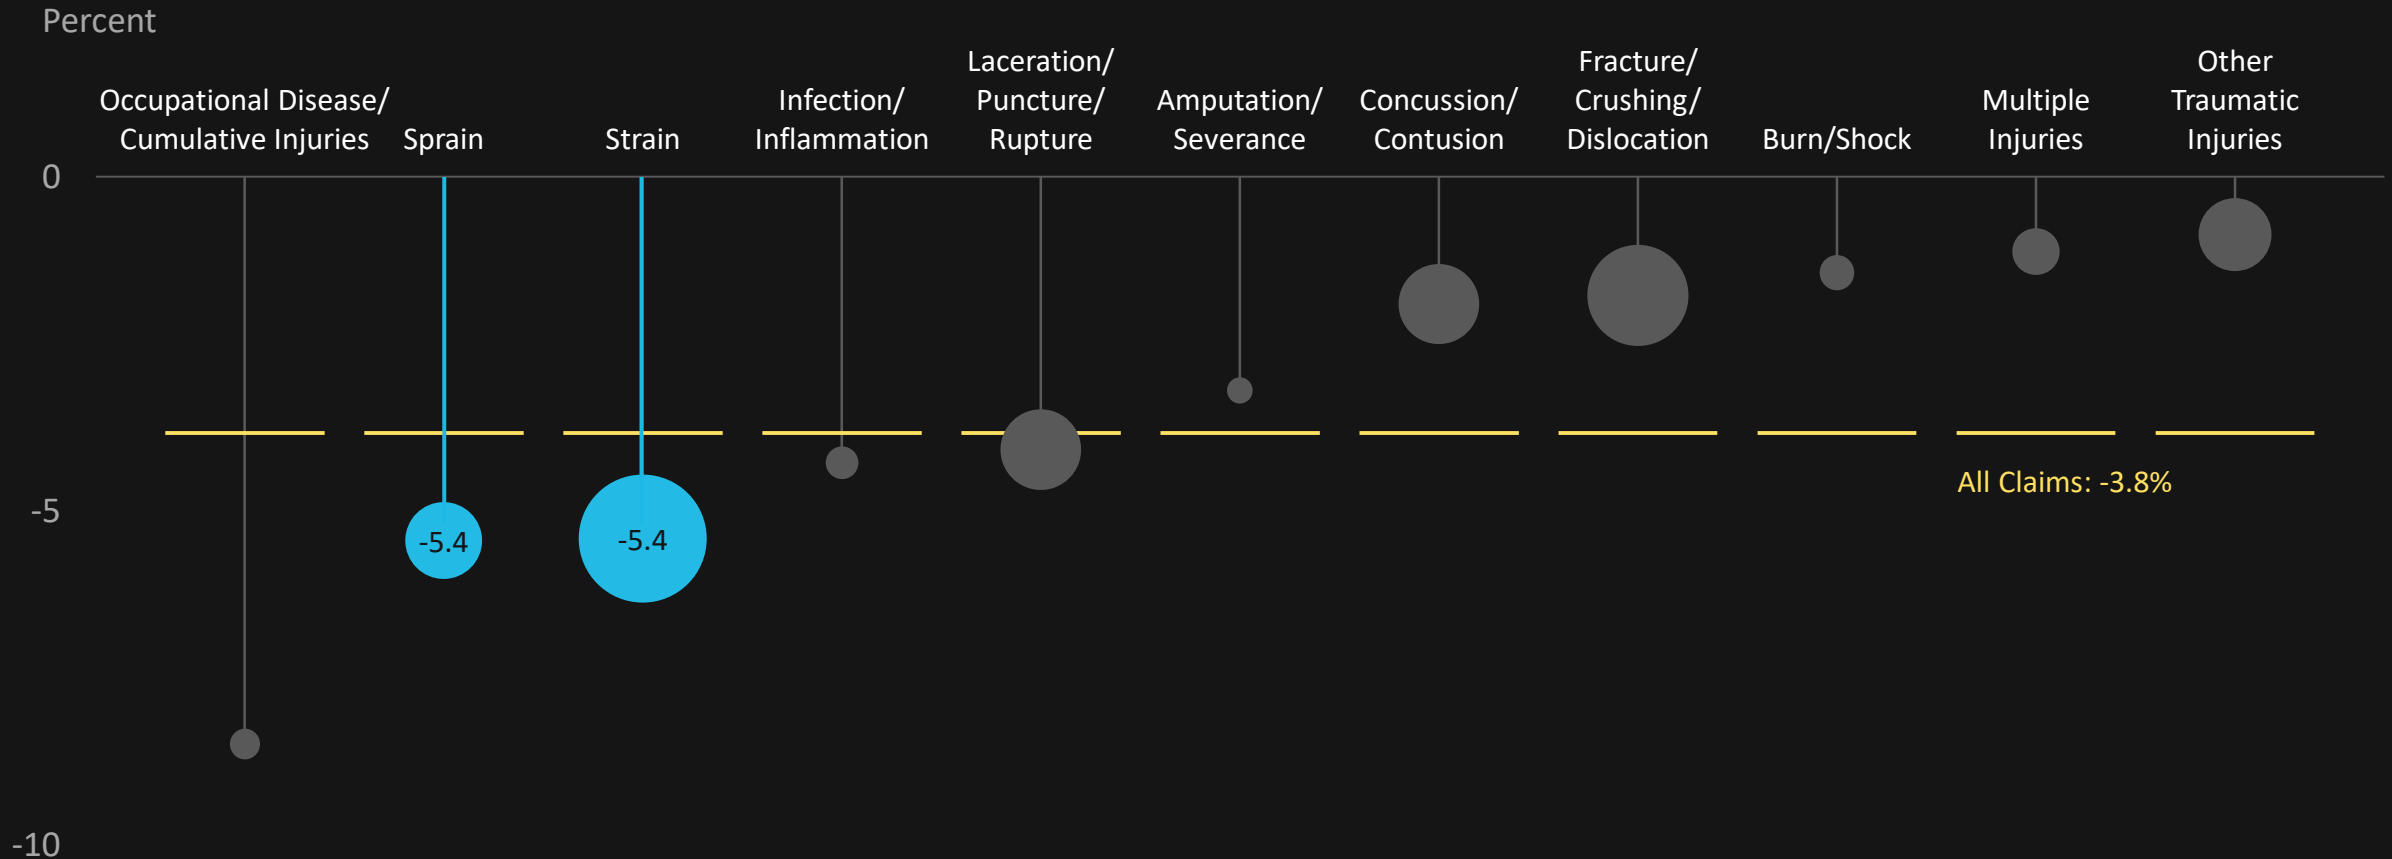 Percent
Occupational Disease/
Cumulative Injuries
Sprain
Strain
Infection/
Inflammation
Laceration/
Puncture/
Rupture
Amputation/
Severance
Concussion/
Contusion
Fracture/
Crushing/
Dislocation
Burn/Shock
Multiple
Injuries
Other
Traumatic
Injuries
0
-5
-10
-5.4
-5.4
All Claims: -3.8%